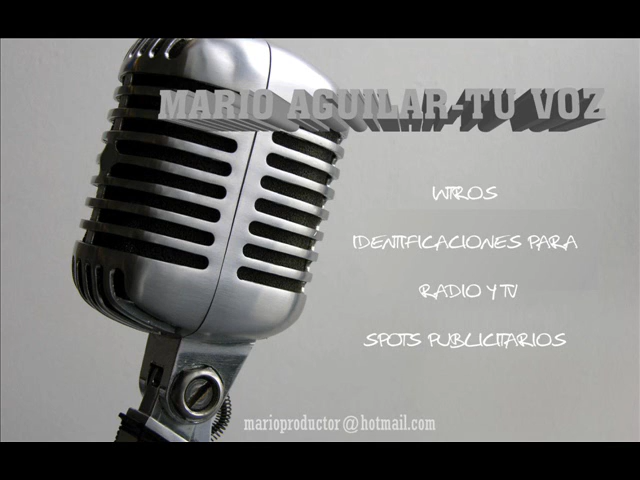 MARIO AGUILAR-TU VOZ
INTROS
IDENTIFICACIONES PARA
RADIO Y TV
SPOTS PUBLICITARIOS
marioproductor@hotmail.com